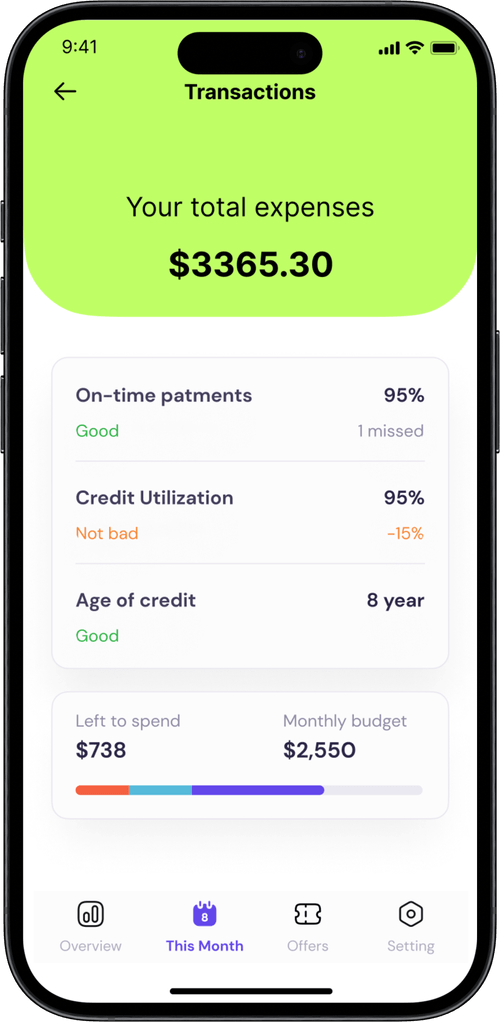 9:41
Transactions
Your total expenses
$3365.30
On-time patments 95%
Good 1 missed
Credit Utilization 95%
Not bad -15%
Age of credit 8 year
Good
Left to spend Monthly budget
$738 $2,550
8
Overview This Month Offers Setting